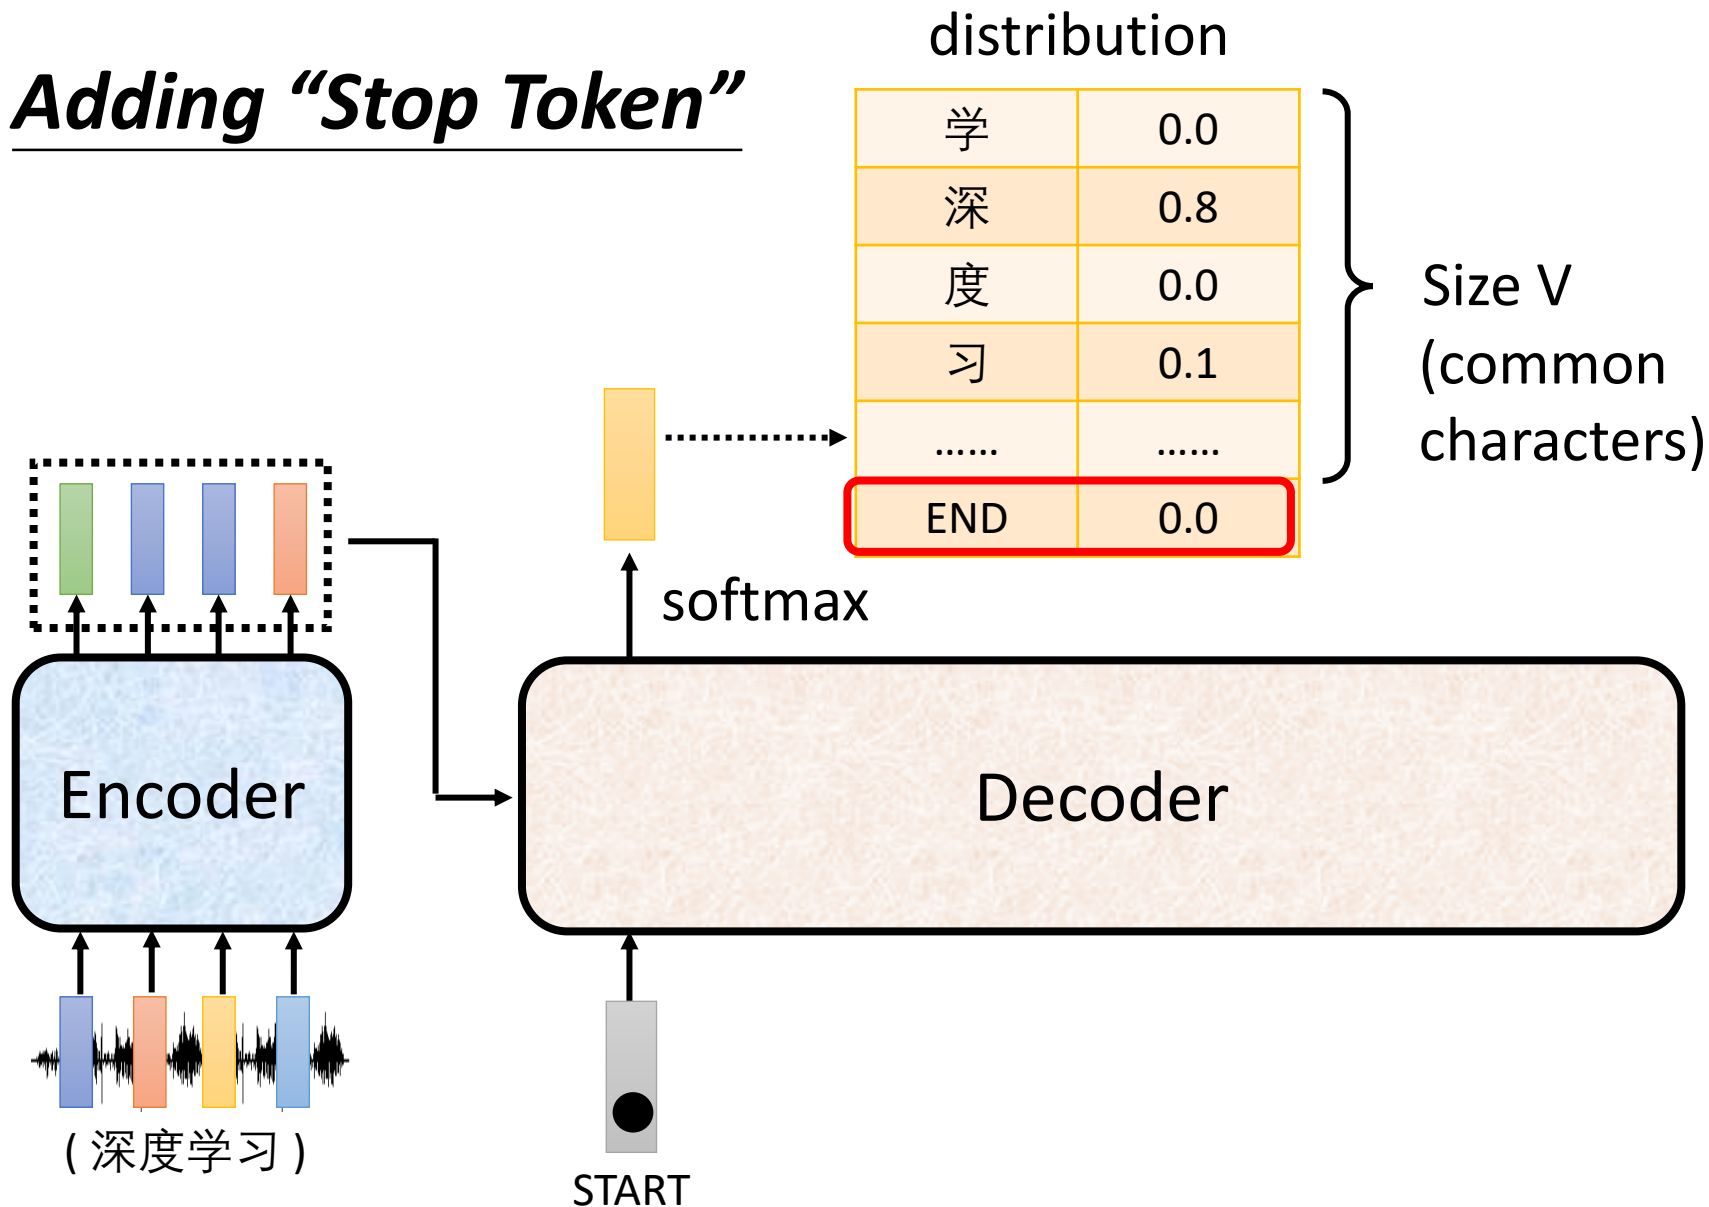 Adding “Stop Token”
distribution
学 0.0
深 0.8
度 0.0
习 0.1
…… ……
END 0.0
Size V
(common
characters)
softmax
Encoder
Decoder
( 深度学习 )
START